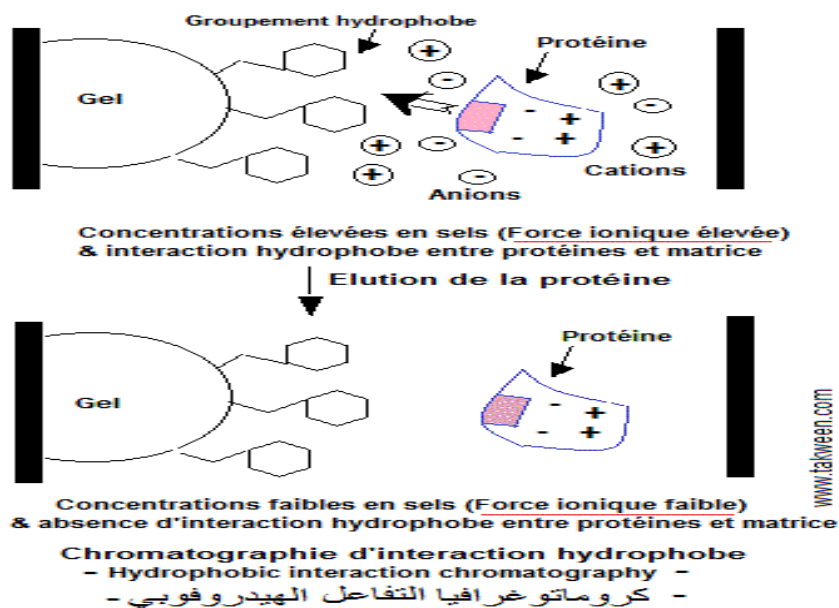 Groupement hydrophobe
Protéine
Gel
Cations
Anions
Concentrations élevées en sels (Force ionique élevée)
& interaction hydrophobe entre protéines et matrice
Elution de la protéine
Protéine
Gel
www.takween.com
Concentrations faibles en sels (Force ionique faible)
& absence d'interaction hydrophobe entre protéines et matrice
Chromatographie d'interaction hydrophobe
- Hydrophobic interaction chromatography -
- كروماتوغرافيا التفاعل الهيدروفوبي -